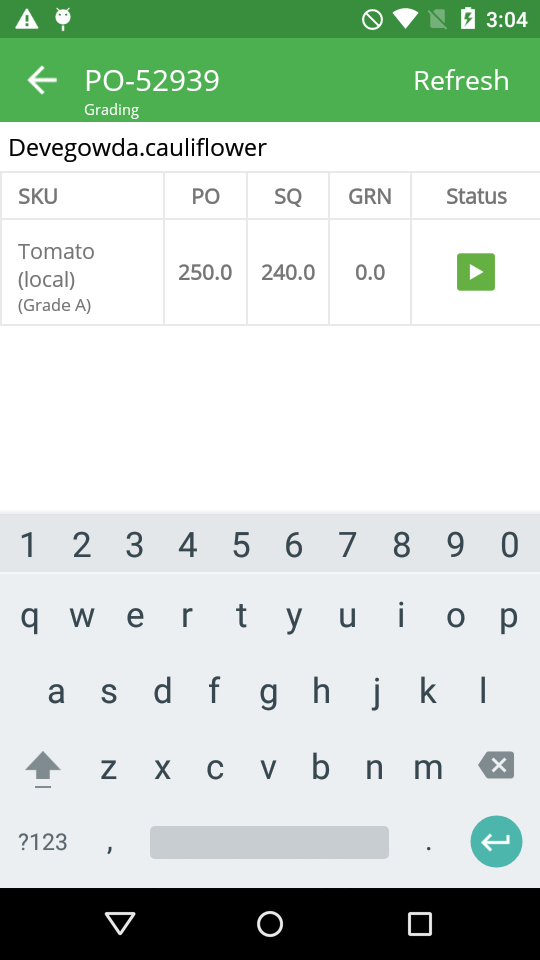 3:04
PO-52939
Refresh
Grading
Devegowda.cauliflower
SKU PO SQ GRN Status
Tomato
(local)
(Grade A)
250.0 240.0 0.0
1 2 3 4 5 6 7 8 9 0
q w e r t y u i o p
a s d f g h j k l
z x c v b n m
?123 , .